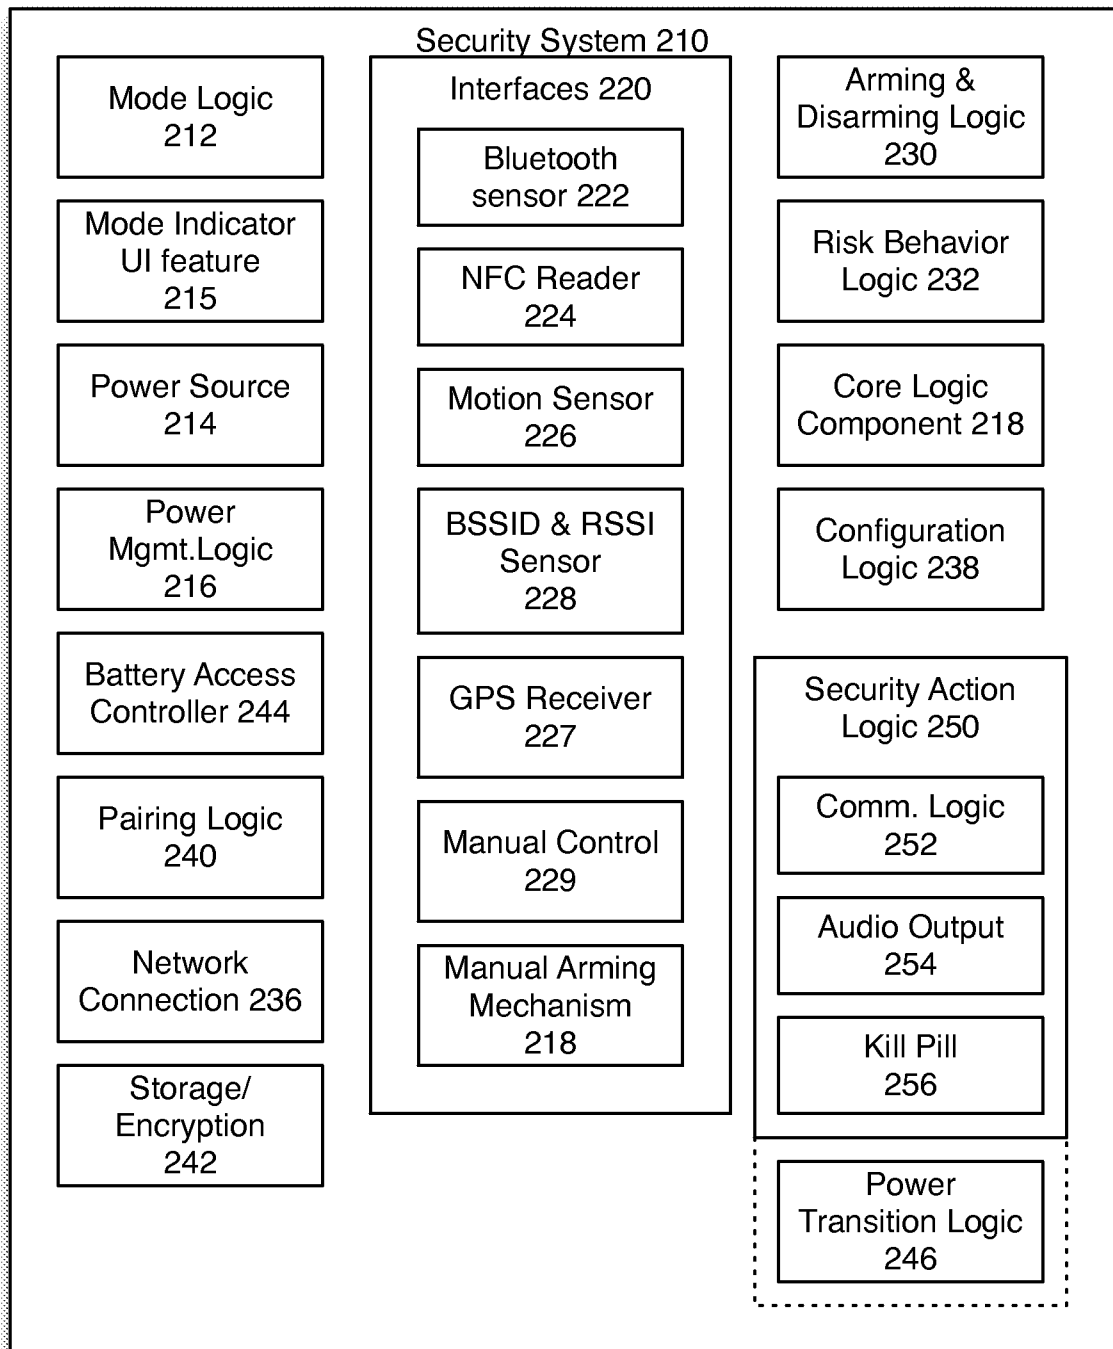 Security System 210
Mode Logic
212
Mode Indicator
UI feature
215
Power Source
214
Power
Mgmt.Logic
216
Battery Access
Controller 244
Pairing Logic
240
Network
Connection 236
Storage/
Encryption
242
Interfaces 220
Bluetooth
sensor 222
NFC Reader
224
Motion Sensor
226
BSSID & RSSI
Sensor
228
GPS Receiver
227
Manual Control
229
Manual Arming
Mechanism
218
Arming &
Disarming Logic
230
Risk Behavior
Logic 232
Core Logic
Component 218
Configuration
Logic 238
Security Action
Logic 250
Comm. Logic
252
Audio Output
254
Kill Pill
256
Power
Transition Logic
246